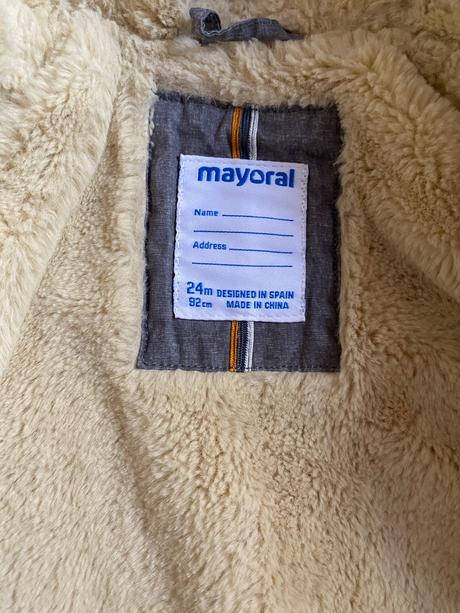 mayoral
Name
Address
24m DESIGNED IN SPAIN
92cm MADE IN CHINA